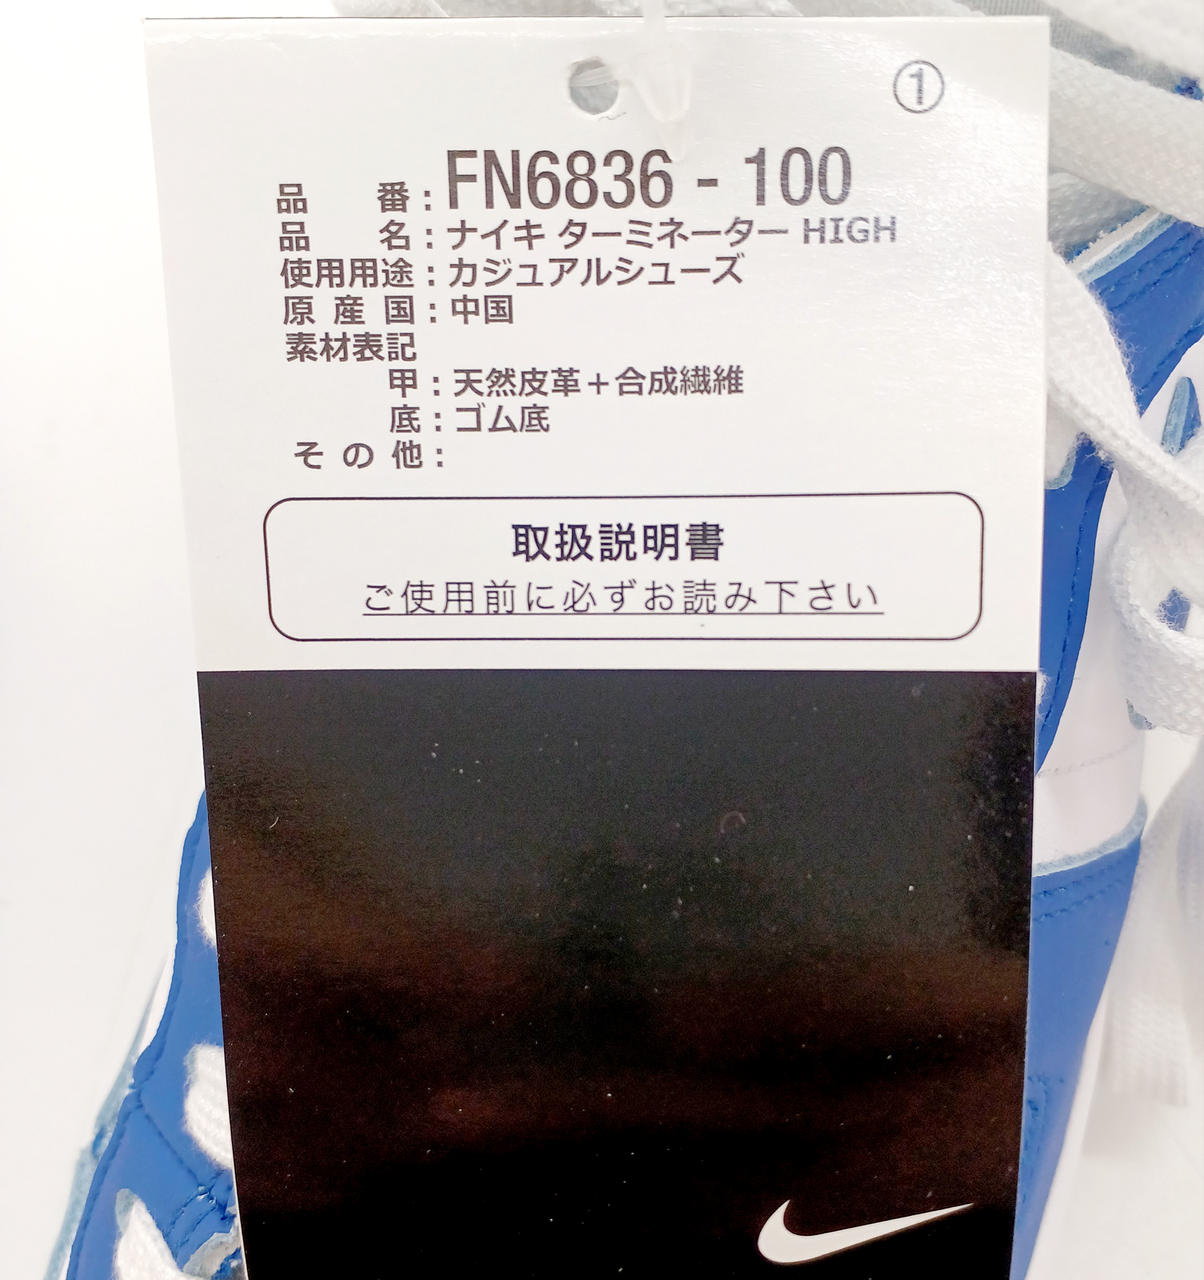 ①
品 番 : FN6836 - 100
品 名 : ナイキ ターミネーター HIGH
使用用途 : カジュアルシューズ
原 産 国 : 中国
素材表記
甲 : 天然皮革＋合成繊維
底 : ゴム底
そ の 他 :
取扱説明書
ご使用前に必ずお読み下さい